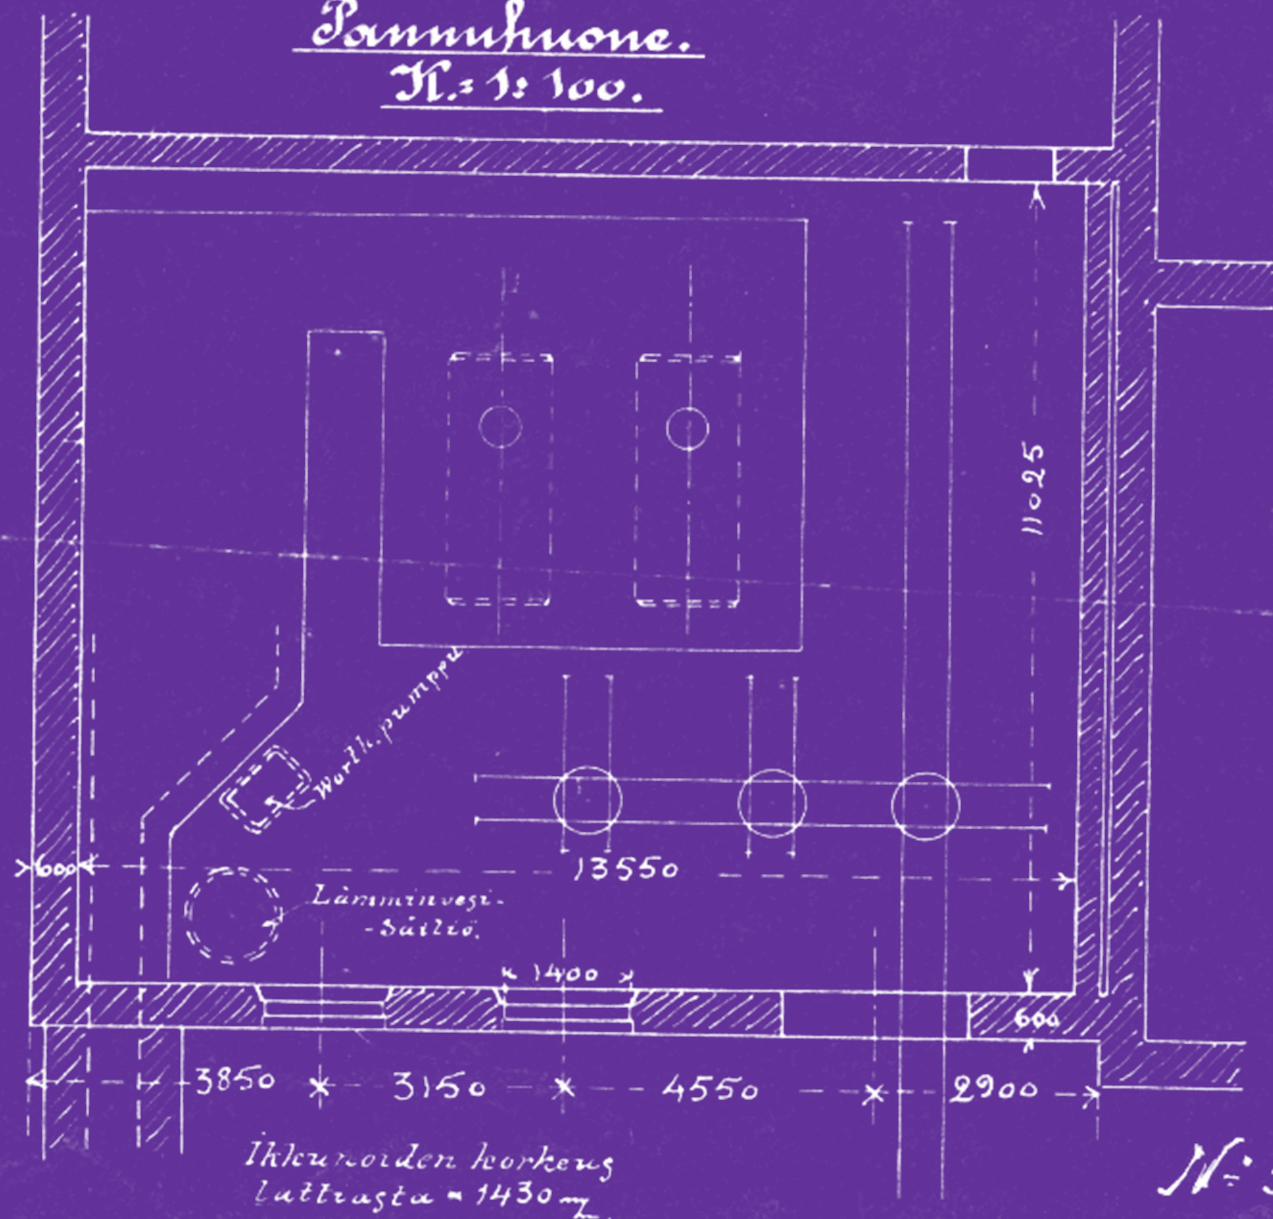 Pannuhuone.
K.= 1: 100.
11025
Worth. pumppu
600
13550
Lämminvesi-
-Säiliö.
1400
600
3850
3150
4550
2900
Ikkunoiden korkeus
lattiasta = 1430 m/m
№